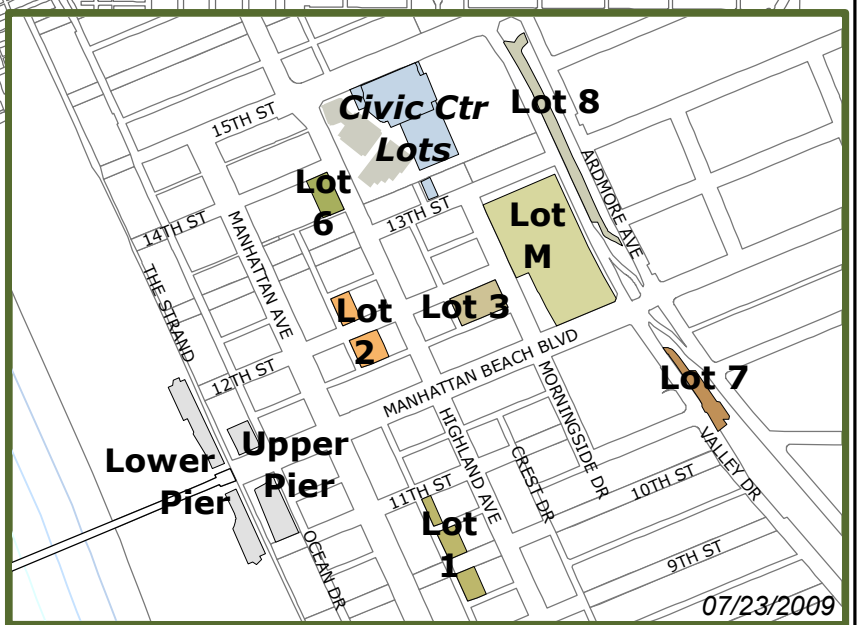 Civic Ctr
Lots
Lot 8
15TH ST
ARDMORE AVE
Lot
6
13TH ST
Lot
M
14TH ST
MANHATTAN AVE
THE STRAND
Lot
2
Lot 3
MANHATTAN BEACH BLVD
12TH ST
Lot 7
MORNINGSIDE DR
HIGHLAND AVE
Upper
Pier
Lower
Pier
CREST DR
VALLEY DR
11TH ST
10TH ST
Lot
1
OCEAN DR
9TH ST
07/23/2009